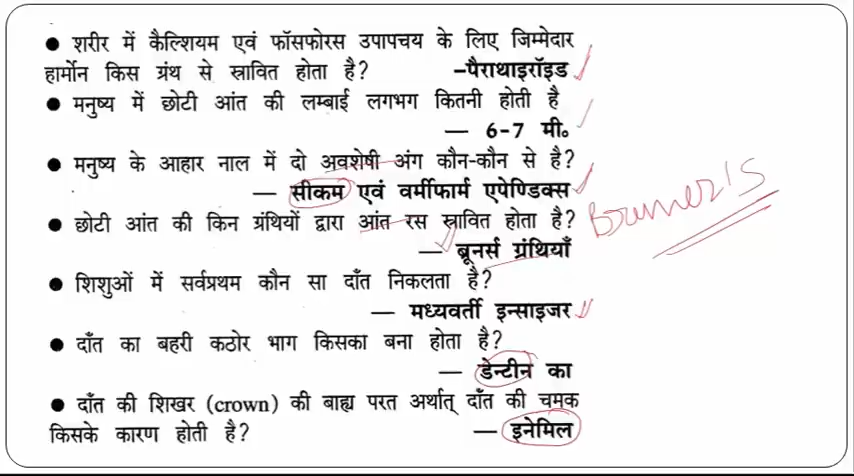 ● शरीर में कैल्शियम एवं फॉसफोरस उपापचय के लिए जिम्मेदार
हार्मोन किस ग्रंथ से स्रावित होता है? –पैराथाइरॉइड
● मनुष्य में छोटी आंत की लम्बाई लगभग कितनी होती है
— 6-7 मी॰
● मनुष्य के आहार नाल में दो अवशेषी अंग कौन-कौन से है?
— सीकम एवं वर्मीफार्म एपेण्डिक्स
● छोटी आंत की किन ग्रंथियों द्वारा आंत रस स्रावित होता है?
— ब्रूनर्स ग्रंथियाँ
● शिशुओं में सर्वप्रथम कौन सा दाँत निकलता है?
— मध्यवर्ती इन्साइजर
● दाँत का बहरी कठोर भाग किसका बना होता है?
— डेन्टीन का
● दाँत की शिखर (crown) की बाह्य परत अर्थात् दाँत की चमक
किसके कारण होती है? — इनेमिल